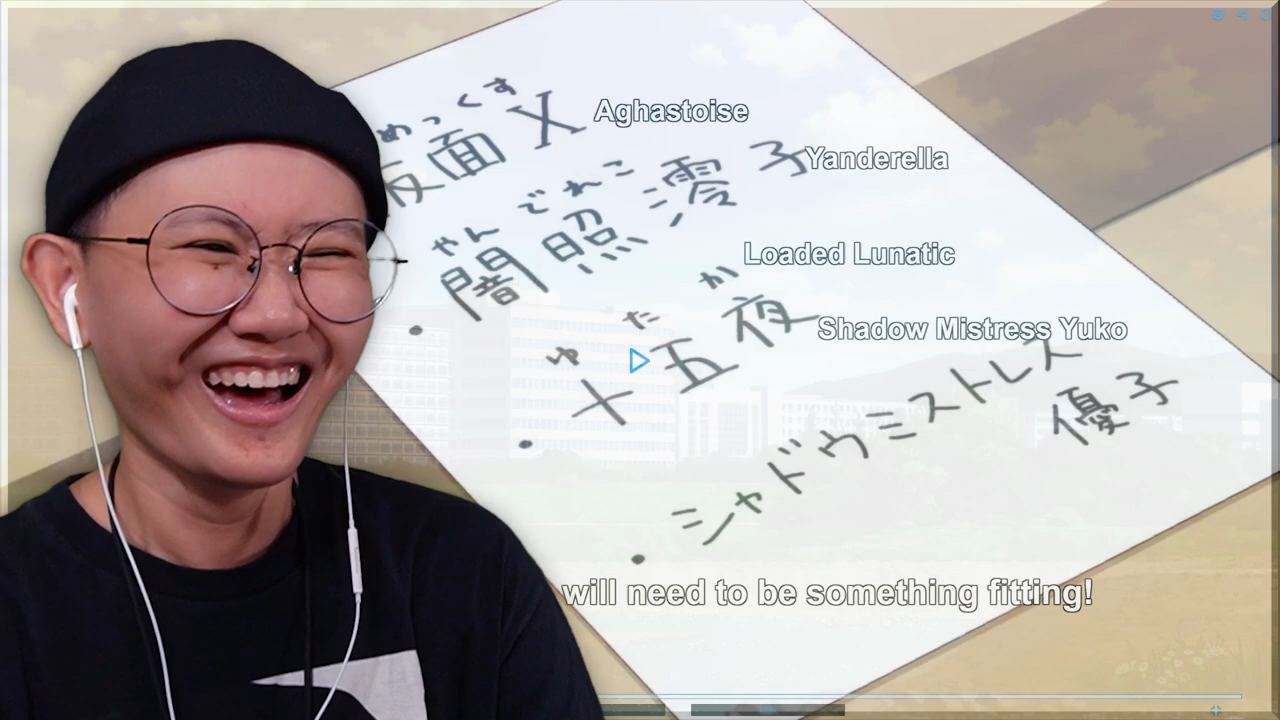 めっくす
仮面X
Aghastoise
やんでれこ
闇照澪子
Yanderella
ゆだか
・十五夜
Loaded Lunatic
Shadow Mistress Yuko
・シャドウミストレス
優子
will need to be something fitting!